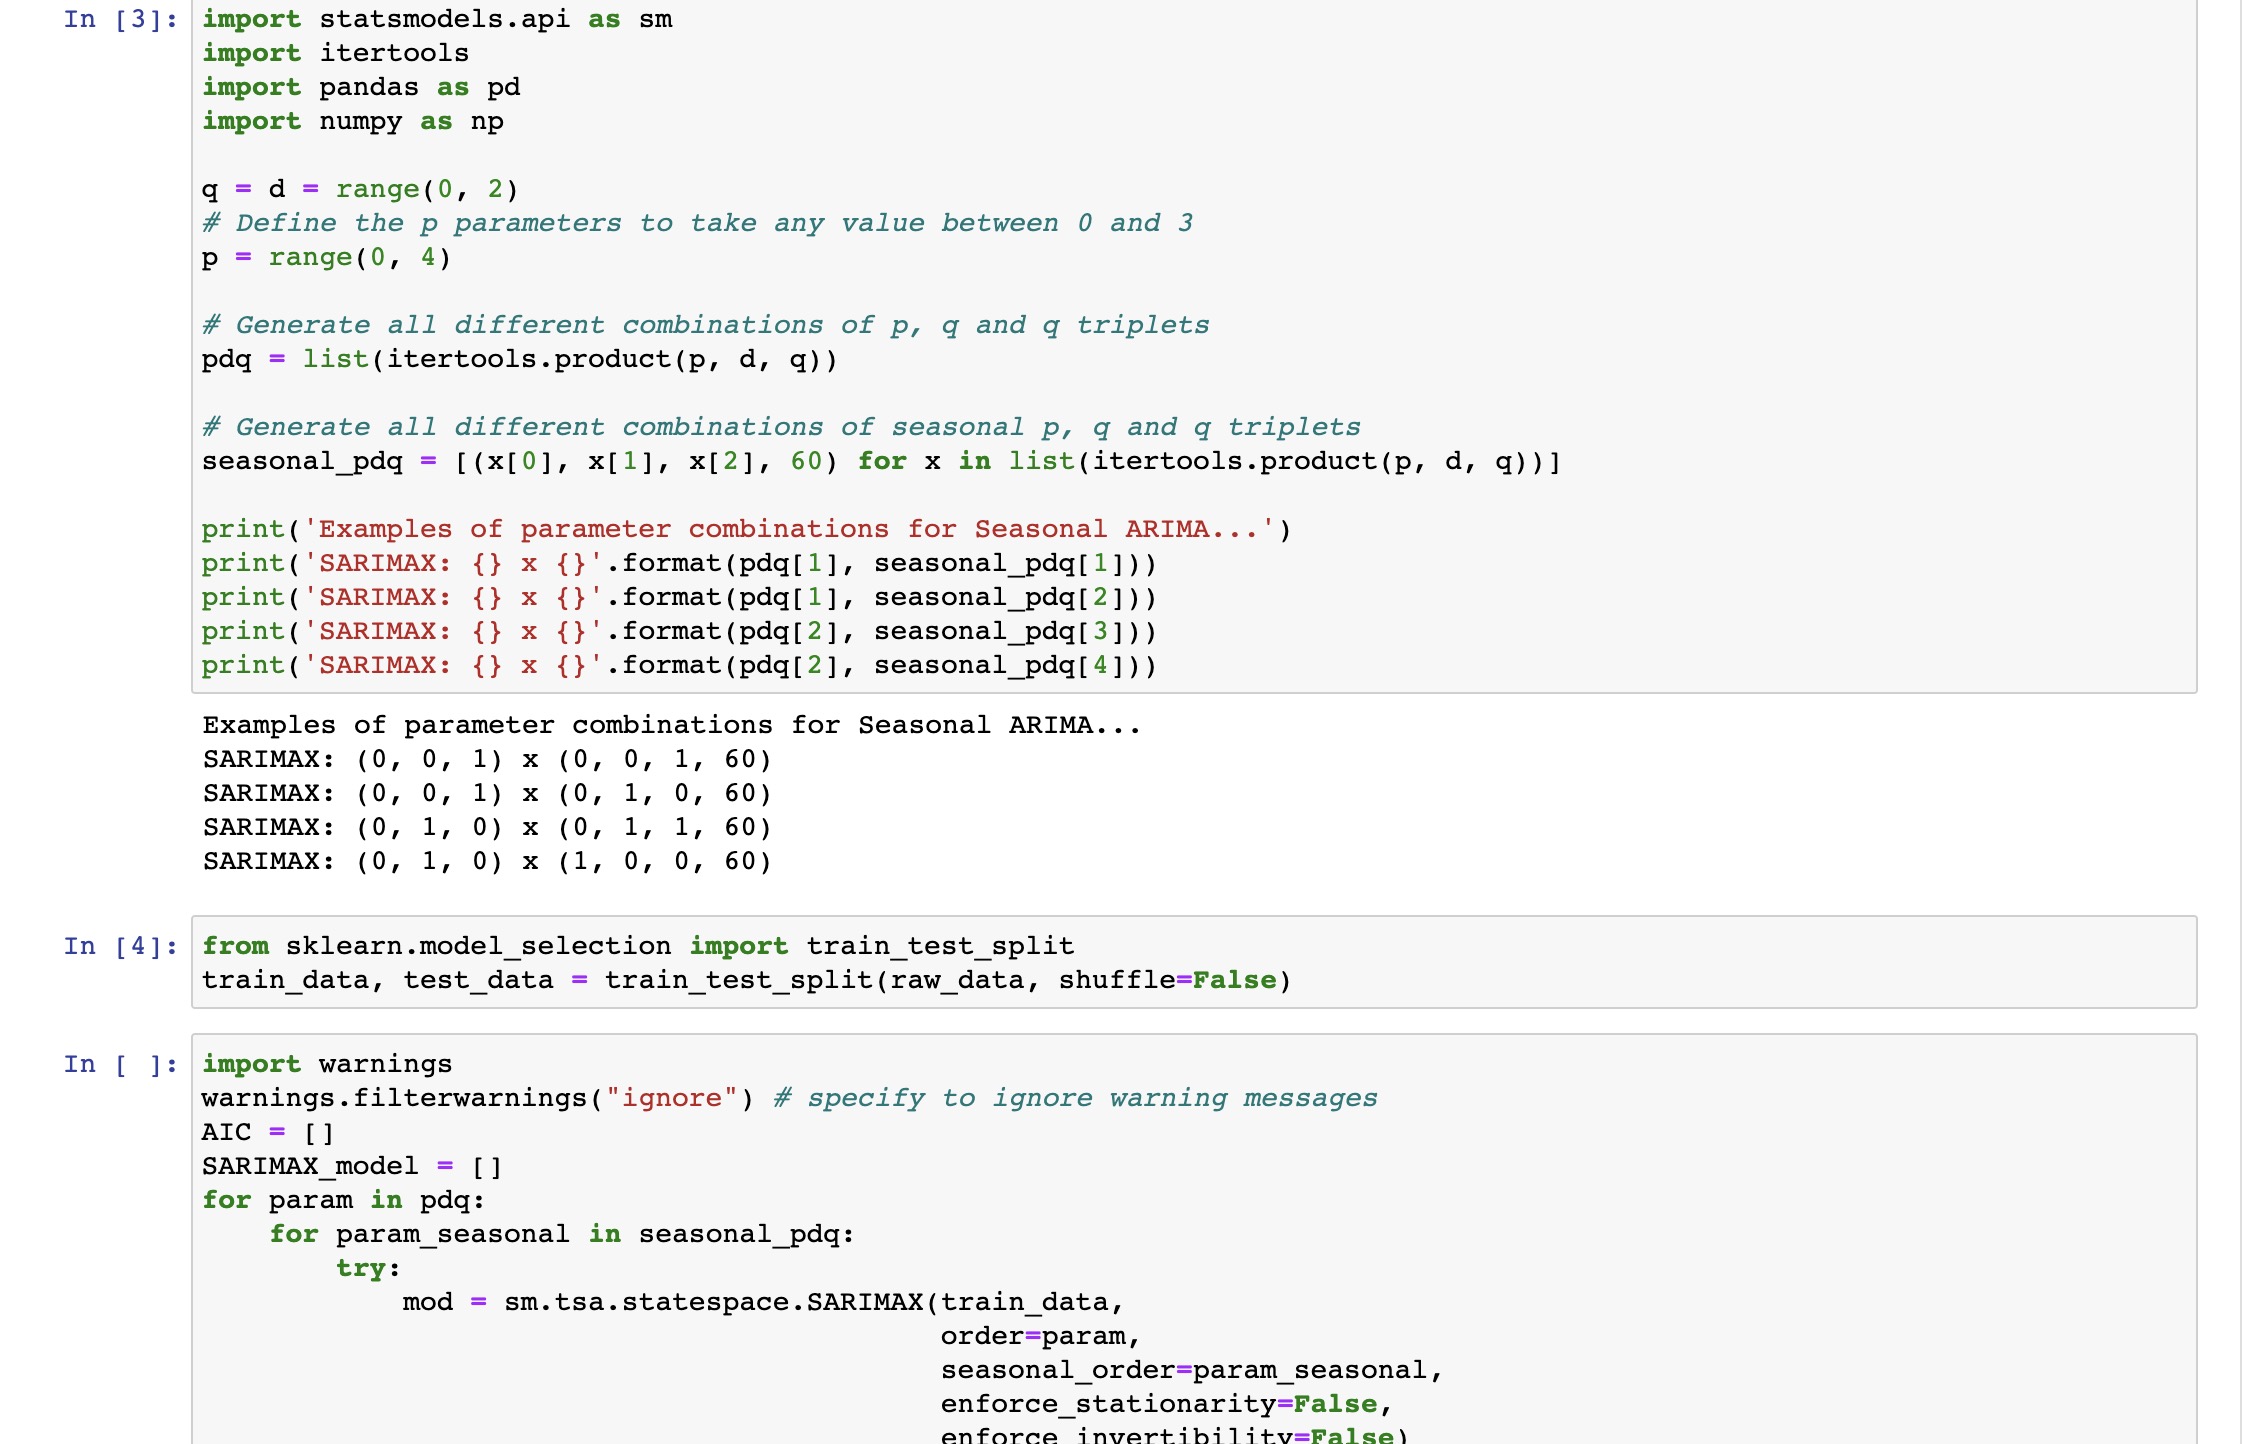 In [3]: import statsmodels.api as sm
import itertools
import pandas as pd
import numpy as np
q = d = range(0, 2)
# Define the p parameters to take any value between 0 and 3
p = range(0, 4)
# Generate all different combinations of p, q and q triplets
pdq = list(itertools.product(p, d, q))
# Generate all different combinations of seasonal p, q and q triplets
seasonal_pdq = [(x[0], x[1], x[2], 60) for x in list(itertools.product(p, d, q))]
print('Examples of parameter combinations for Seasonal ARIMA...')
print('SARIMAX: {} x {}'.format(pdq[1], seasonal_pdq[1]))
print('SARIMAX: {} x {}'.format(pdq[1], seasonal_pdq[2]))
print('SARIMAX: {} x {}'.format(pdq[2], seasonal_pdq[3]))
print('SARIMAX: {} x {}'.format(pdq[2], seasonal_pdq[4]))
Examples of parameter combinations for Seasonal ARIMA...
SARIMAX: (0, 0, 1) x (0, 0, 1, 60)
SARIMAX: (0, 0, 1) x (0, 1, 0, 60)
SARIMAX: (0, 1, 0) x (0, 1, 1, 60)
SARIMAX: (0, 1, 0) x (1, 0, 0, 60)
In [4]: from sklearn.model_selection import train_test_split
train_data, test_data = train_test_split(raw_data, shuffle=False)
In [ ]: import warnings
warnings.filterwarnings("ignore") # specify to ignore warning messages
AIC = []
SARIMAX_model = []
for param in pdq:
    for param_seasonal in seasonal_pdq:
        try:
            mod = sm.tsa.statespace.SARIMAX(train_data,
                                            order=param,
                                            seasonal_order=param_seasonal,
                                            enforce_stationarity=False,
                                            enforce_invertibility=False)